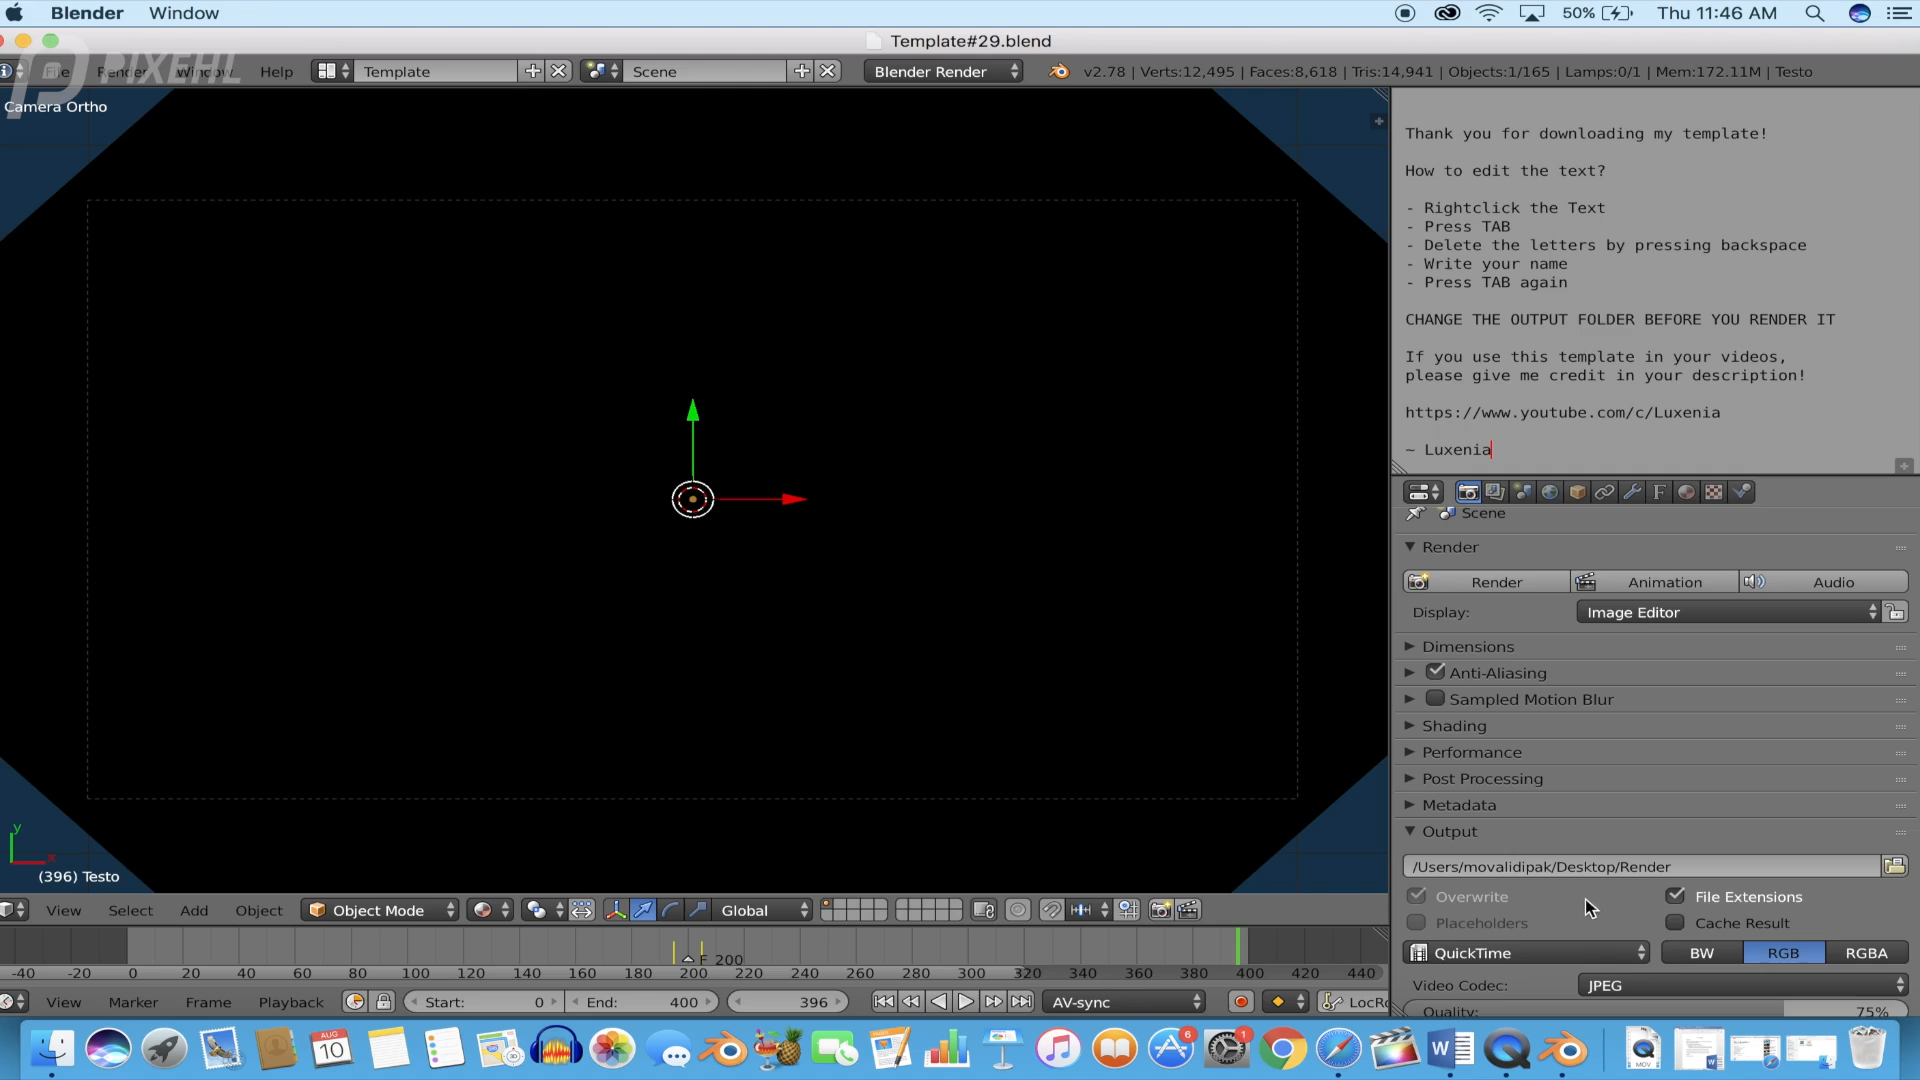 Blender Window 50% Thu 11:46 AM
Template#29.blend
PIXEHL
File Render Window Help Template Scene Blender Render v2.78 | Verts:12,495 | Faces:8,618 | Tris:14,941 | Objects:1/165 | Lamps:0/1 | Mem:172.11M | Testo
Camera Ortho
Thank you for downloading my template!
How to edit the text?
- Rightclick the Text
- Press TAB
- Delete the letters by pressing backspace
- Write your name
- Press TAB again
CHANGE THE OUTPUT FOLDER BEFORE YOU RENDER IT
If you use this template in your videos,
please give me credit in your description!
https://www.youtube.com/c/Luxenia
~ Luxenia
F
Scene
Render
Render Animation Audio
Display: Image Editor
Dimensions
Anti-Aliasing
Sampled Motion Blur
Shading
Performance
Post Processing
Metadata
Output
/Users/movalidipak/Desktop/Render
Overwrite File Extensions
Placeholders Cache Result
QuickTime BW RGB RGBA
Video Codec: JPEG
Quality: 75%
y
x
(396) Testo
View Select Add Object Object Mode Global
F 200
-40 -20 0 20 40 60 80 100 120 140 160 180 200 220 240 260 280 300 320 340 360 380 400 420 440
View Marker Frame Playback Start: 0 End: 400 396 AV-sync LocRo
AUG
10
6
1
W
MOV